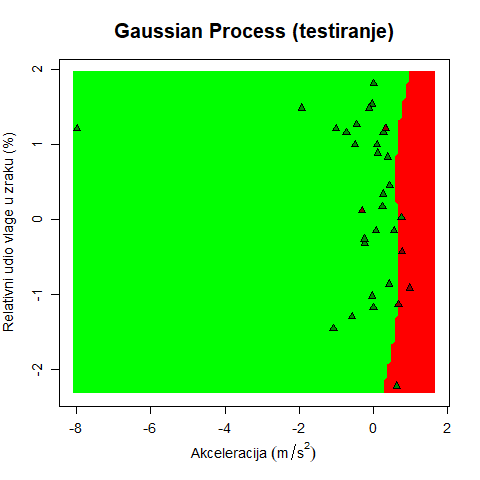 Gaussian Process (testiranje)
Relativni udio vlage u zraku (%)
2
1
0
-1
-2
-8 -6 -4 -2 0 2
Akceleracija (m/s²)